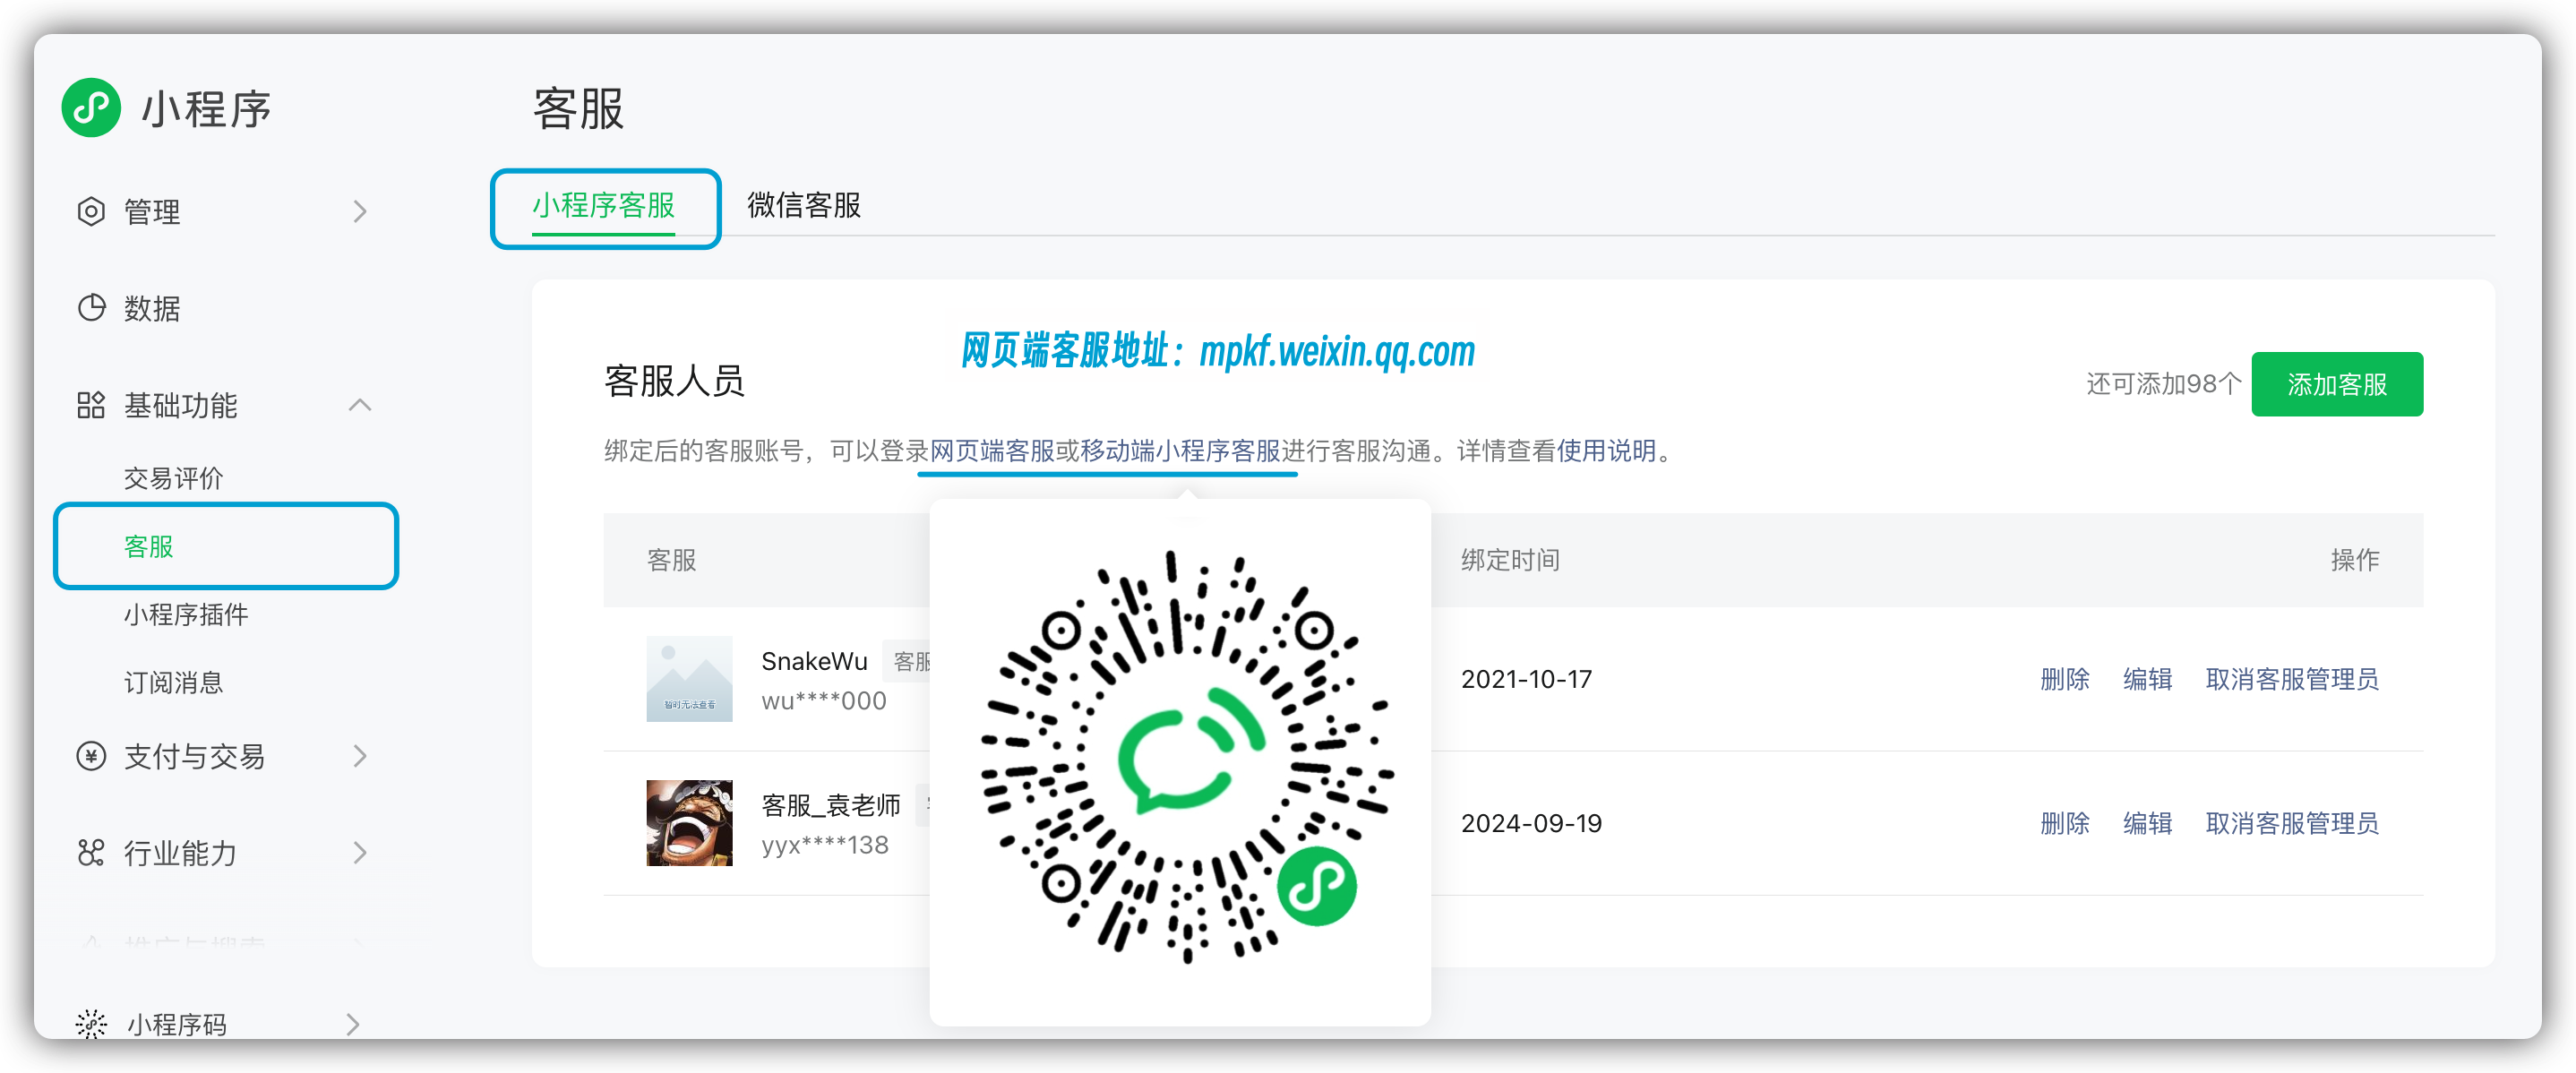 小程序
管理
数据
基础功能
交易评价
客服
小程序插件
订阅消息
支付与交易
行业能力
小程序码
客服
小程序客服 微信客服
网页端客服地址：mpkf.weixin.qq.com
客服人员
还可添加98个 添加客服
绑定后的客服账号，可以登录网页端客服或移动端小程序客服进行客服沟通。详情查看使用说明。
客服 绑定时间 操作
暂时无法查看
SnakeWu 客服
wu****000
2021-10-17 删除 编辑 取消客服管理员
客服_袁老师
yyx****138
2024-09-19 删除 编辑 取消客服管理员